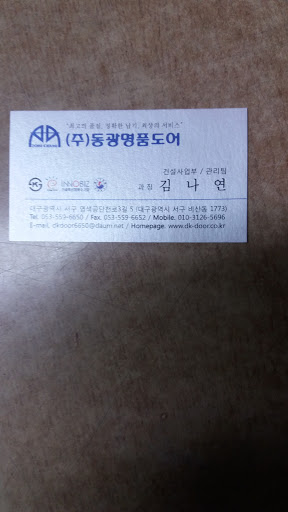 "최고의 품질, 정확한 납기, 최상의 서비스"
(주)동광명품도어
건설사업부 / 관리팀
INNOBIZ
과 장 김 나 연
대구광역시 서구 염색공단천로3길 5 (대구광역시 서구 비산동 1773)
Tel. 053-559-6650 / Fax. 053-559-6652 / Mobile. 010-3126-5696
E-mail. dkdoor6650@daum.net / Homepage. www.dk-door.co.kr